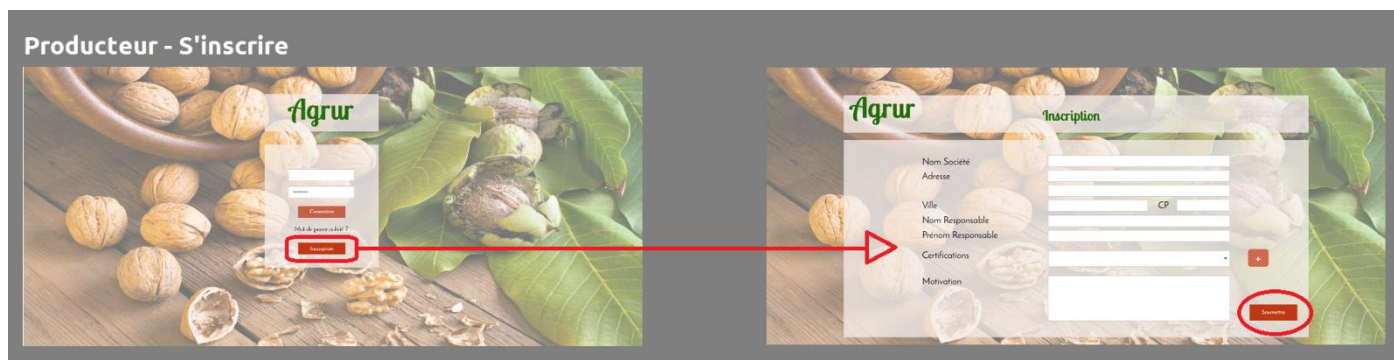 Producteur - S'inscrire
Agrur
Connexion
Mot de passe oublié ?
Inscription
Agrur
Inscription
Nom Société
Adresse
Ville
CP
Nom Responsable
Prénom Responsable
Certifications
+
Motivation
Soumettre